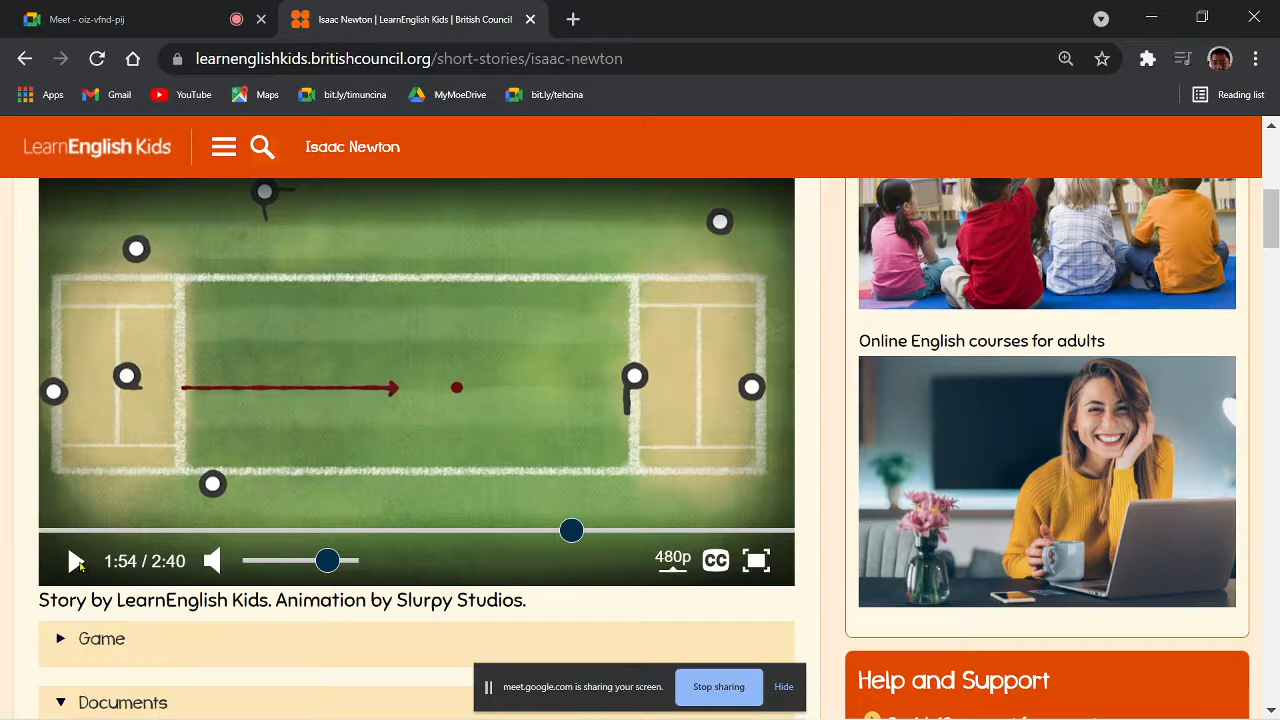 Meet - oiz-vfnd-pij
Isaac Newton | LearnEnglish Kids | British Council
learnenglishkids.britishcouncil.org/short-stories/isaac-newton
Apps
Gmail
YouTube
Maps
bit.ly/timuncina
MyMoeDrive
bit.ly/tehcina
Reading list
LearnEnglish Kids
Isaac Newton
Online English courses for adults
1:54 / 2:40
480p
CC
Story by LearnEnglish Kids. Animation by Slurpy Studios.
Game
meet.google.com is sharing your screen.
Stop sharing
Hide
Documents
Help and Support